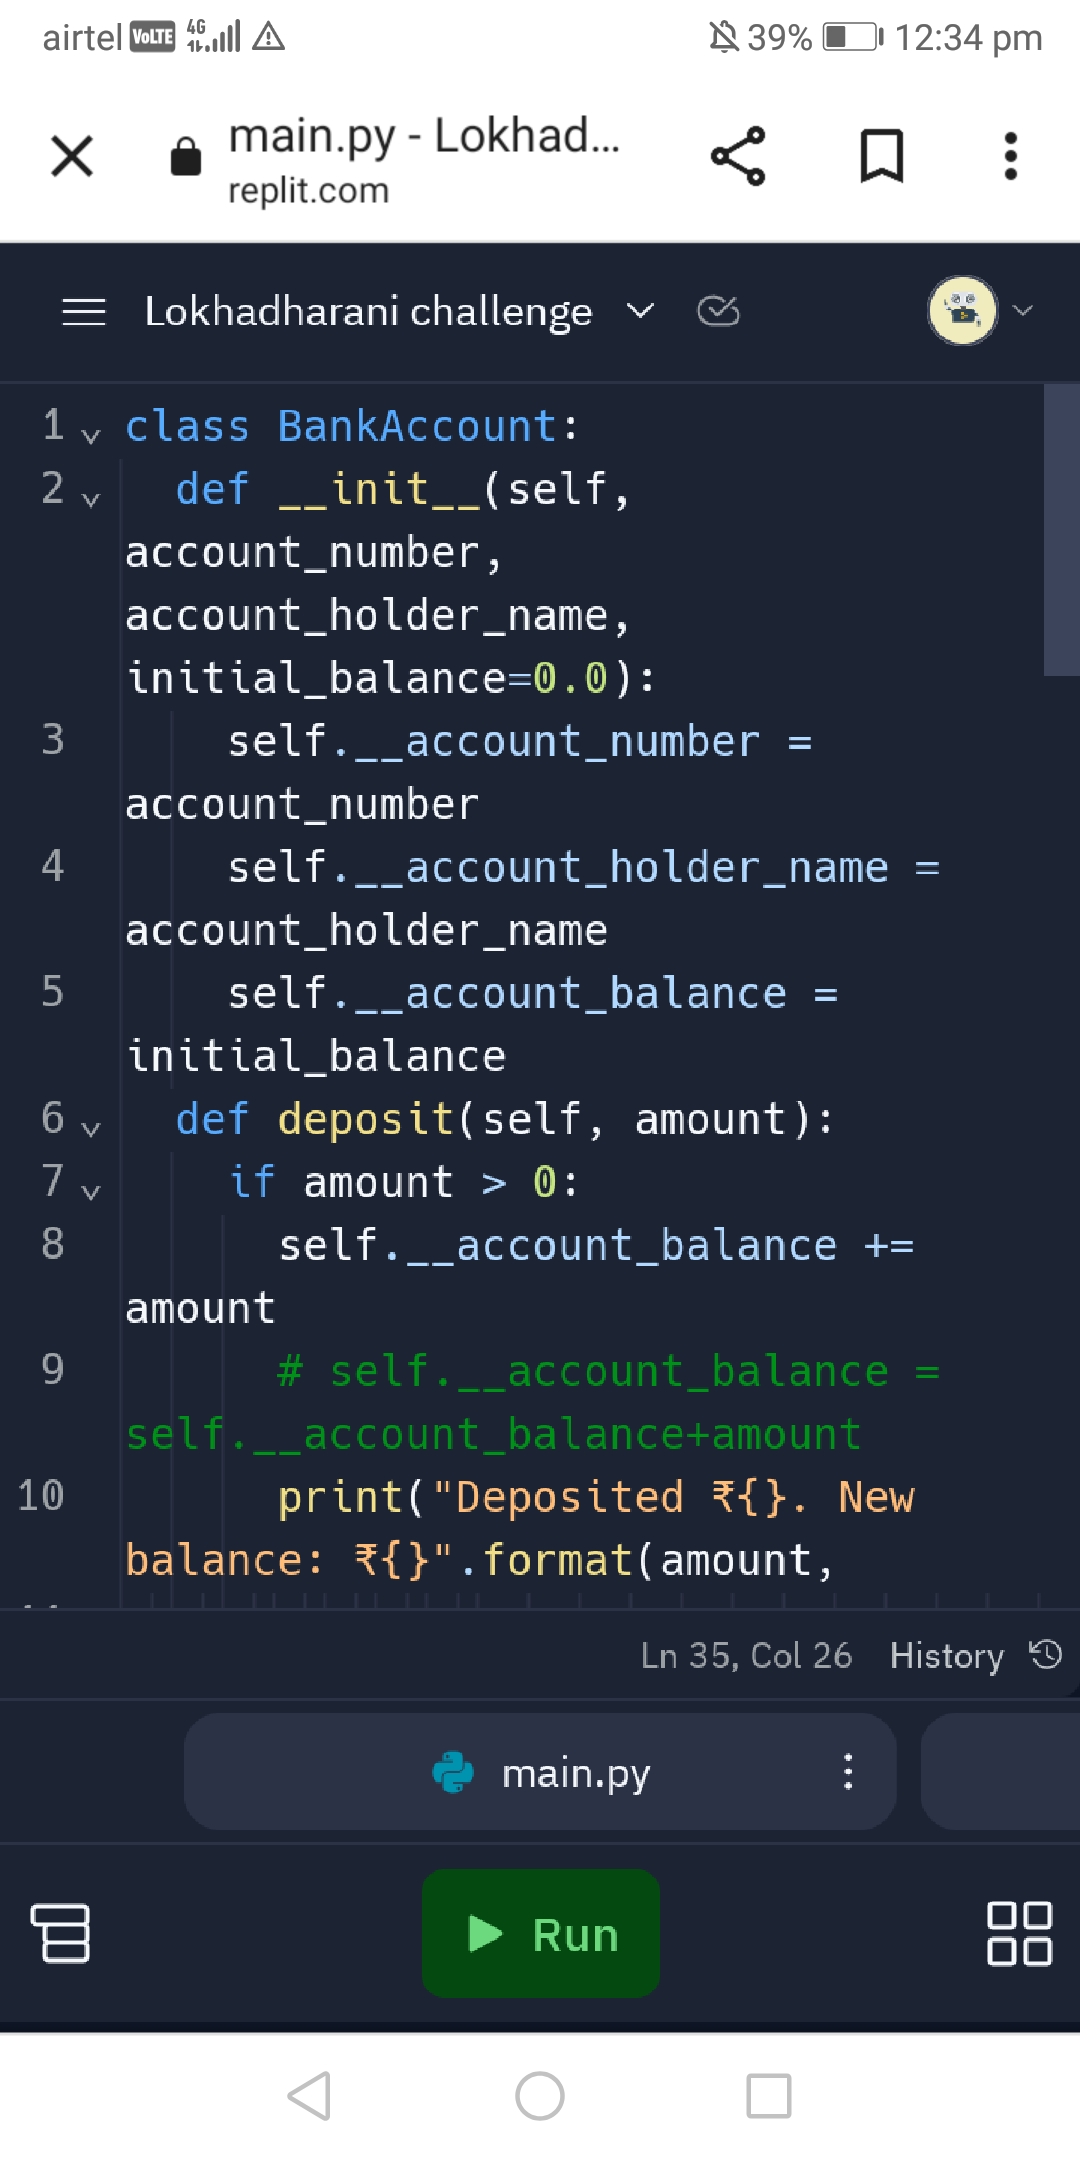 airtel VoLTE 4G 39% 12:34 pm
main.py - Lokhad...
replit.com
Lokhadharani challenge
1 class BankAccount:
2 def __init__(self,
account_number,
account_holder_name,
initial_balance=0.0):
3 self.__account_number =
account_number
4 self.__account_holder_name =
account_holder_name
5 self.__account_balance =
initial_balance
6 def deposit(self, amount):
7 if amount > 0:
8 self.__account_balance +=
amount
9 # self.__account_balance =
self.__account_balance+amount
10 print("Deposited ₹{}. New
balance: ₹{}".format(amount,
Ln 35, Col 26 History
main.py
Run